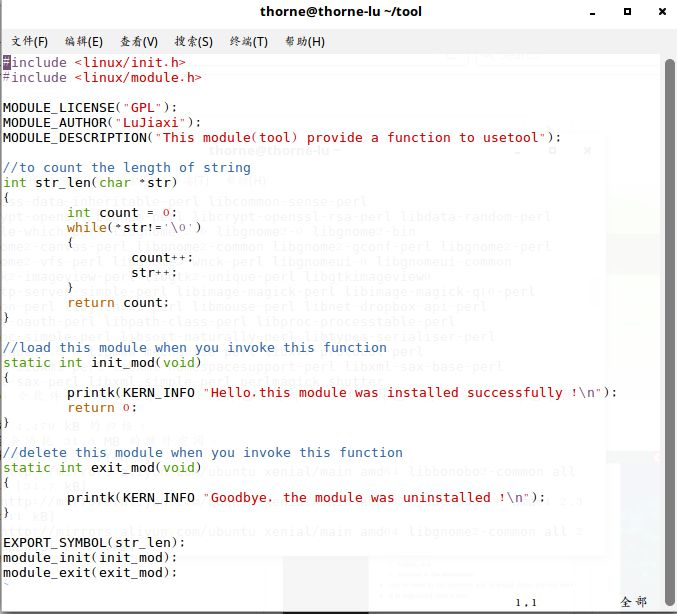 thorne@thorne-lu ~/tool
文件(F) 编辑(E) 查看(V) 搜索(S) 终端(T) 帮助(H)
#include <linux/init.h>
#include <linux/module.h>
MODULE_LICENSE("GPL");
MODULE_AUTHOR("LuJiaxi");
MODULE_DESCRIPTION("This module(tool) provide a function to usetool");
//to count the length of string
int str_len(char *str)
{
int count = 0;
while(*str!='\0')
{
count++;
str++;
}
return count;
}
//load this module when you invoke this function
static int init_mod(void)
{
printk(KERN_INFO "Hello.this module was installed successfully !\n");
return 0;
}
//delete this module when you invoke this function
static int exit_mod(void)
{
printk(KERN_INFO "Goodbye. the module was uninstalled !\n");
}
EXPORT_SYMBOL(str_len);
module_init(init_mod);
module_exit(exit_mod);
~
1,1 全部